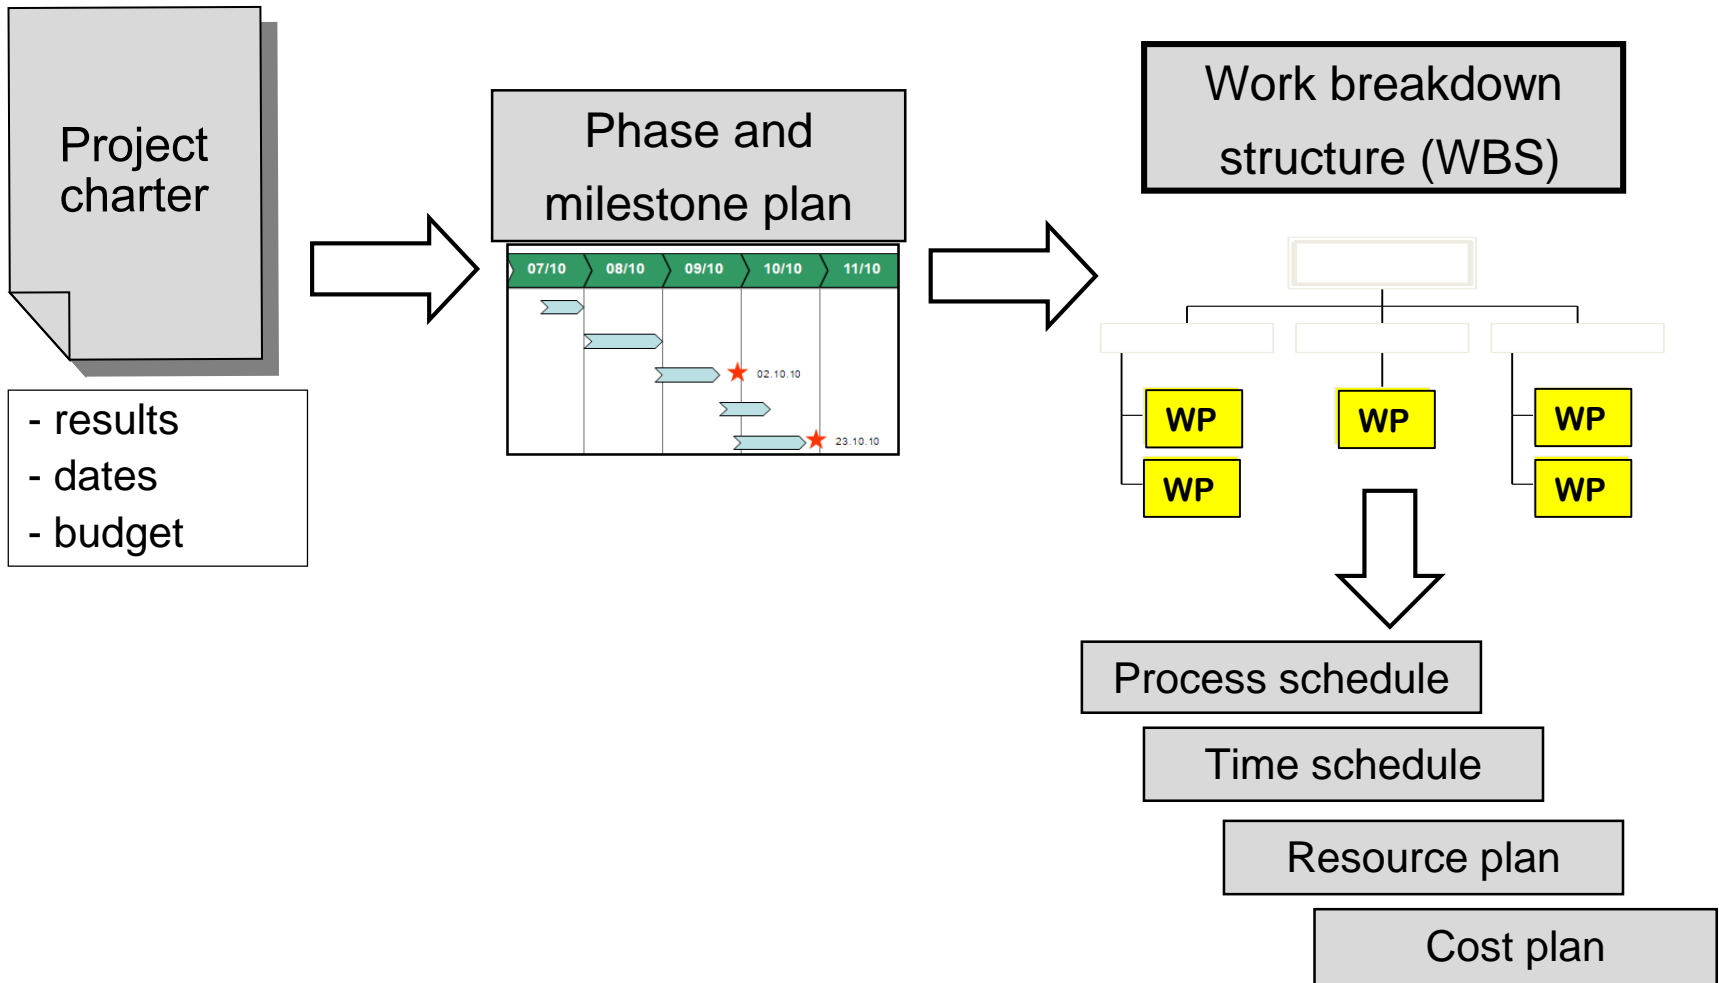 Project
charter
- results
- dates
- budget
Phase and
milestone plan
07/10 08/10 09/10 10/10 11/10
02.10.10
23.10.10
Work breakdown
structure (WBS)
WP WP WP
WP WP
Process schedule
Time schedule
Resource plan
Cost plan